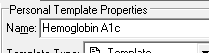 Personal Template Properties
Name: Hemoglobin A1c
Template Type: Template